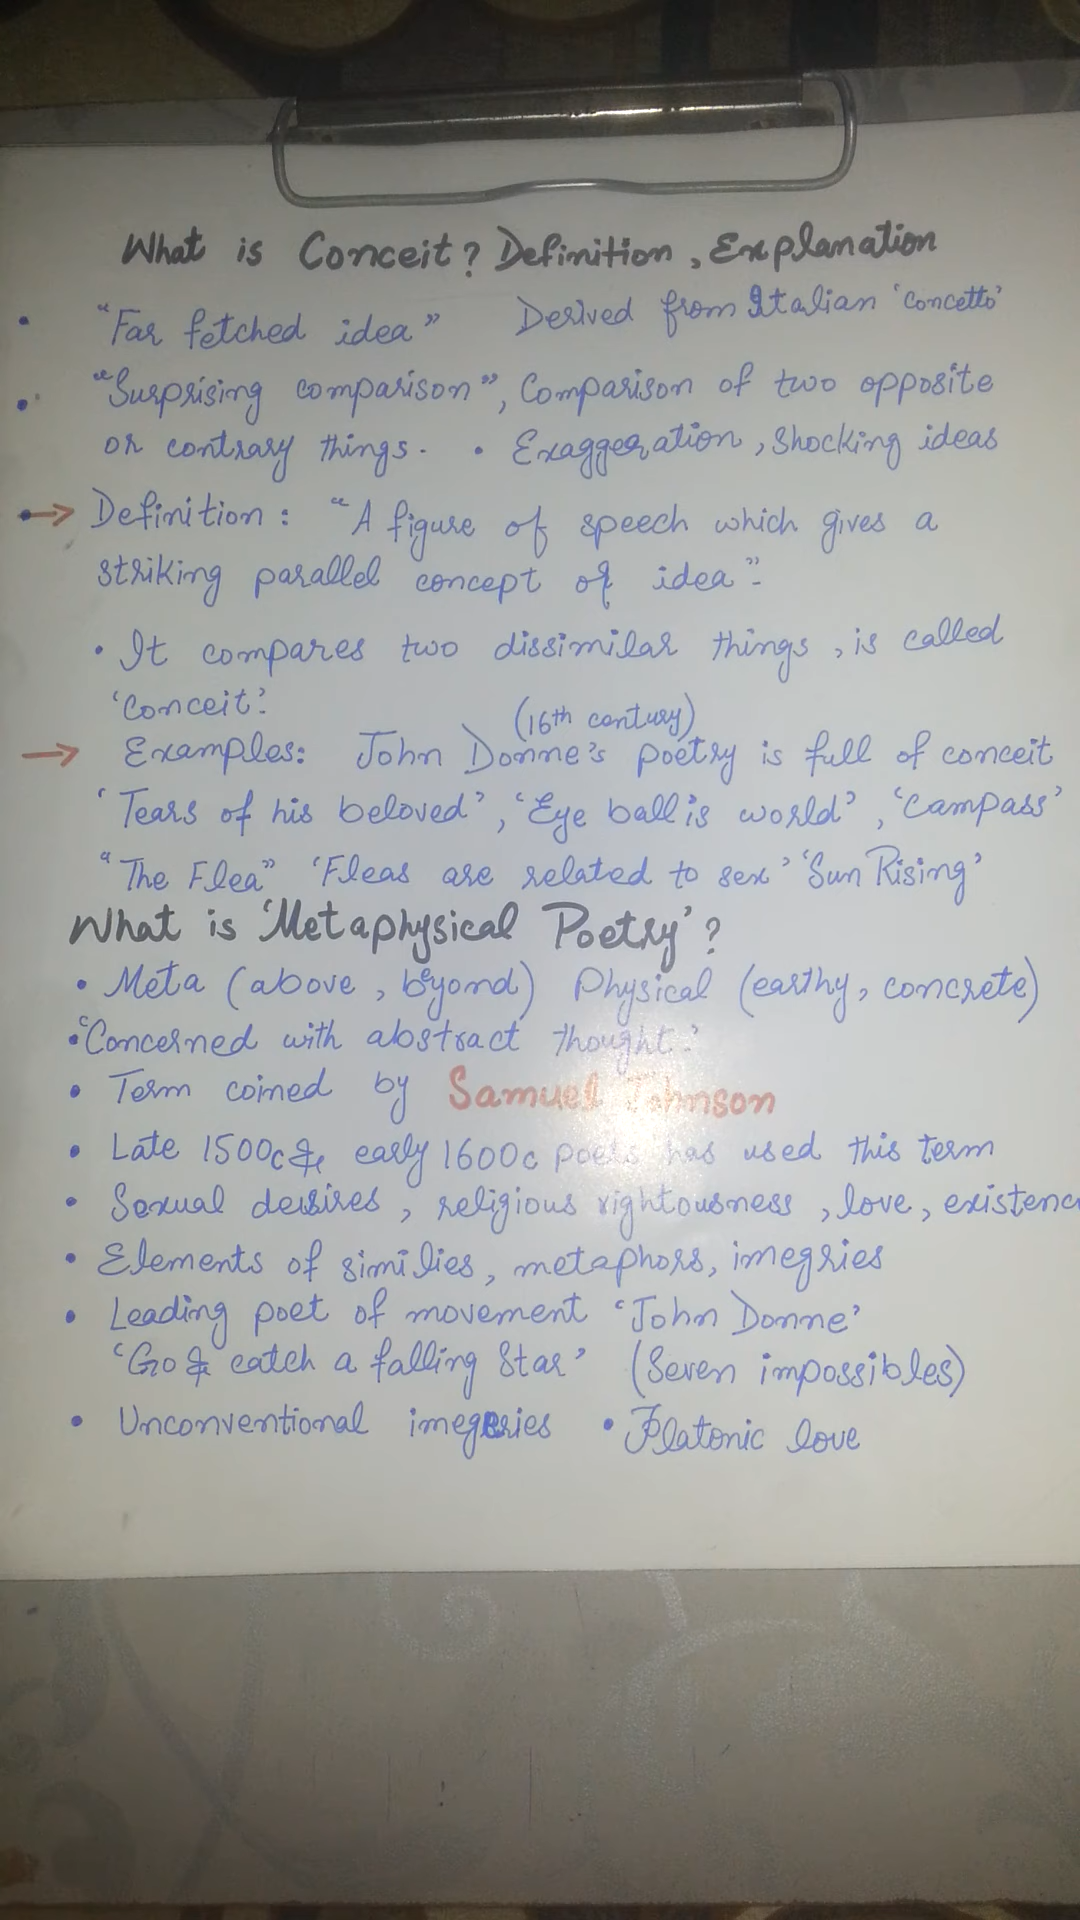 What is Conceit? Definition, Explanation
• "Far fetched idea" Derived from Italian 'concetto'
• "Surprising comparison", Comparison of two opposite
or contrary things. • Exaggeration, Shocking ideas
• → Definition: "A figure of speech which gives a
striking parallel concept of idea".
• It compares two dissimilar things, is called
'Conceit'.
(16th century)
→ Examples: John Donne's poetry is full of conceit
'Tears of his beloved', 'Eye ball is world', 'Campass'
"The Flea" 'Fleas are related to sex' 'Sun Rising'
What is 'Metaphysical Poetry'?
• Meta (above, beyond) Physical (earthy, concrete)
• 'Concerned with abstract thought.'
• Term coined by Samuel Johnson
• Late 1500c & early 1600c poets has used this term
• Sexual desires, religious rightousness, love, existenc
• Elements of similies, metaphors, imegries
• Leading poet of movement 'John Donne'
'Go & catch a falling Star' (Seven impossibles)
• Unconventional imegeries • Platonic love